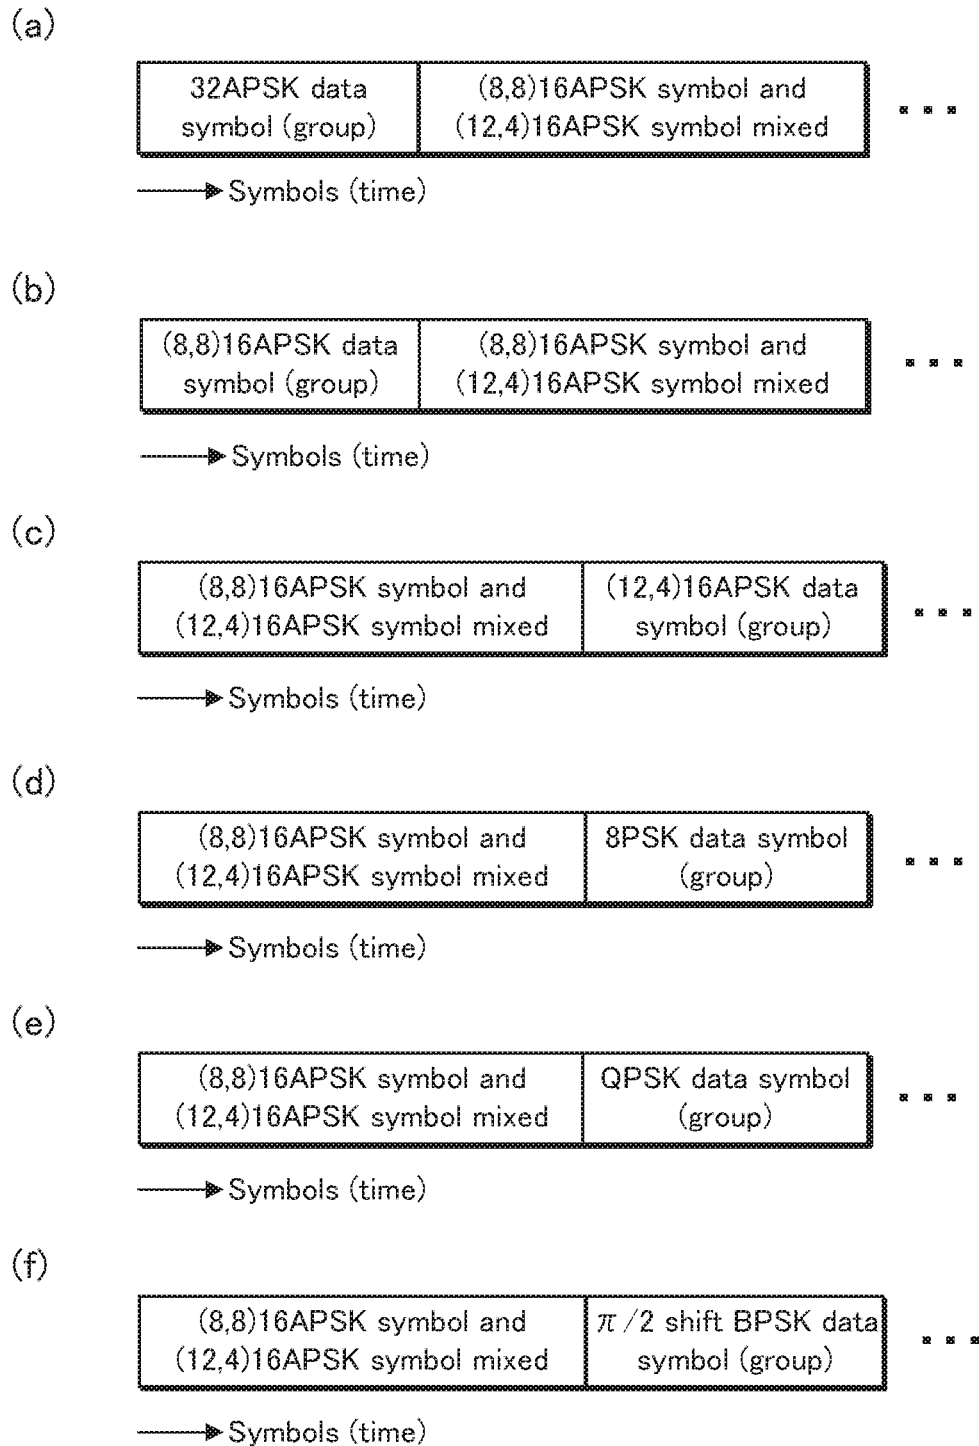 (a)
32APSK data
symbol (group)
(8,8)16APSK symbol and
(12,4)16APSK symbol mixed
Symbols (time)
(b)
(8,8)16APSK data
symbol (group)
(8,8)16APSK symbol and
(12,4)16APSK symbol mixed
Symbols (time)
(c)
(8,8)16APSK symbol and
(12,4)16APSK symbol mixed
(12,4)16APSK data
symbol (group)
Symbols (time)
(d)
(8,8)16APSK symbol and
(12,4)16APSK symbol mixed
8PSK data symbol
(group)
Symbols (time)
(e)
(8,8)16APSK symbol and
(12,4)16APSK symbol mixed
QPSK data symbol
(group)
Symbols (time)
(f)
(8,8)16APSK symbol and
(12,4)16APSK symbol mixed
π/2 shift BPSK data
symbol (group)
Symbols (time)